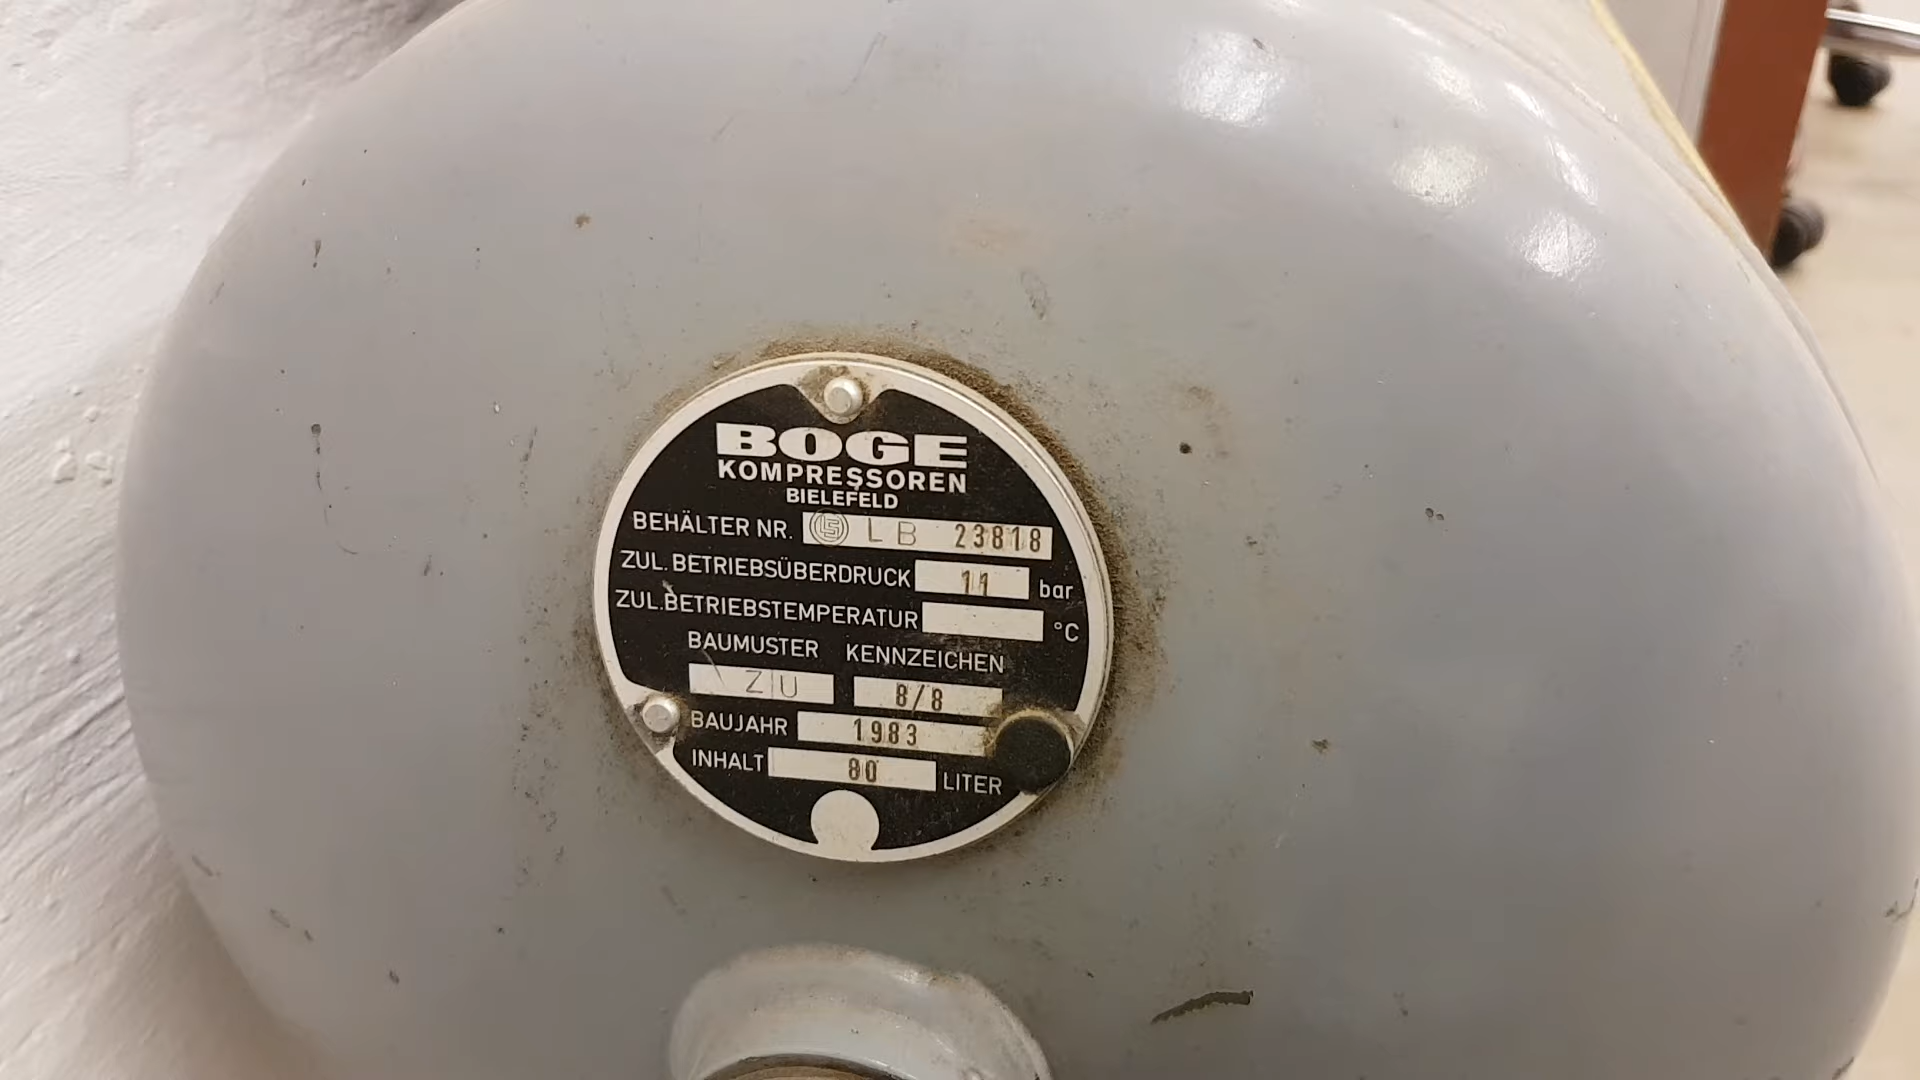 BOGE
KOMPRESSOREN
BIELEFELD
BEHÄLTER NR. LB 23818
ZUL. BETRIEBSÜBERDRUCK 11 bar
ZUL. BETRIEBSTEMPERATUR °C
BAUMUSTER KENNZEICHEN
Z U 8/8
BAUJAHR 1983
INHALT 80 LITER